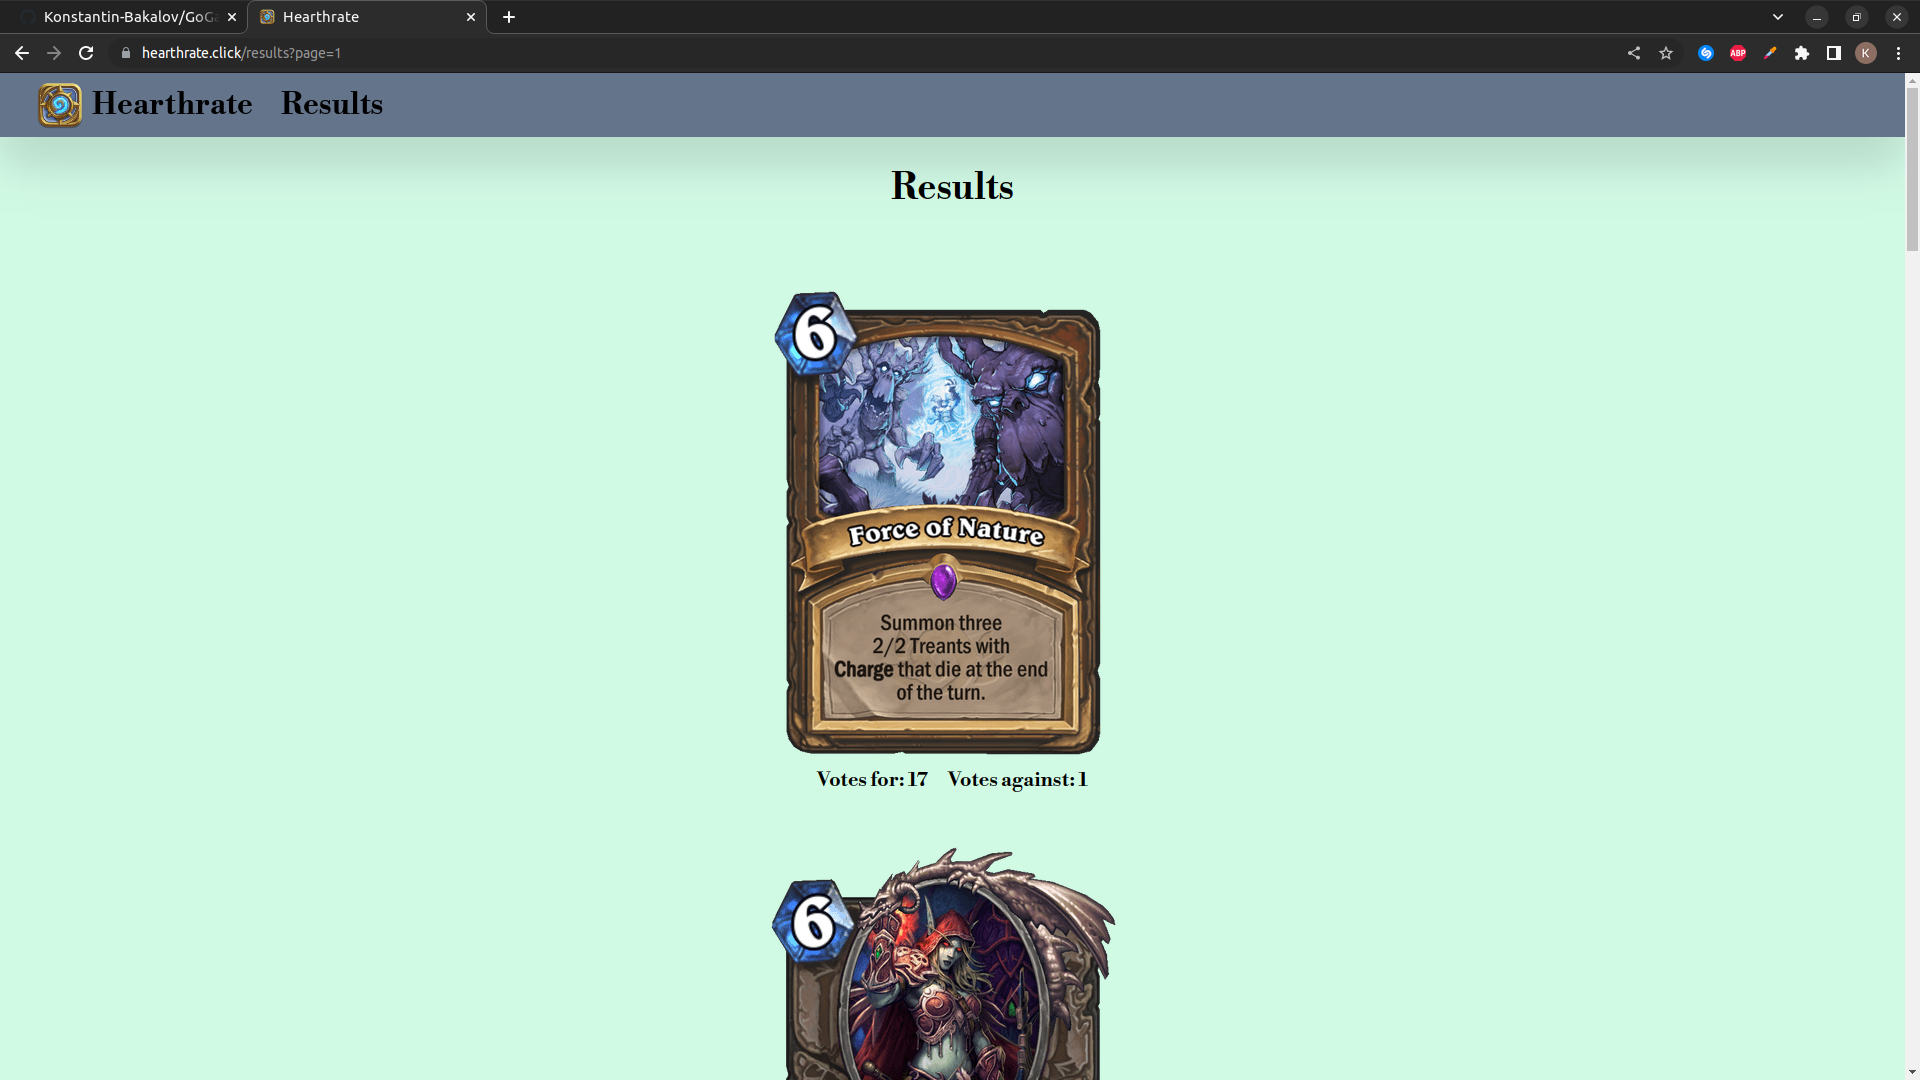 Konstantin-Bakalov/GoGa
Hearthrate
hearthrate.click/results?page=1
ABP
K
Hearthrate Results
Results
6
Force of Nature
Summon three
2/2 Treants with
Charge that die at the end
of the turn.
Votes for: 17 Votes against: 1
6